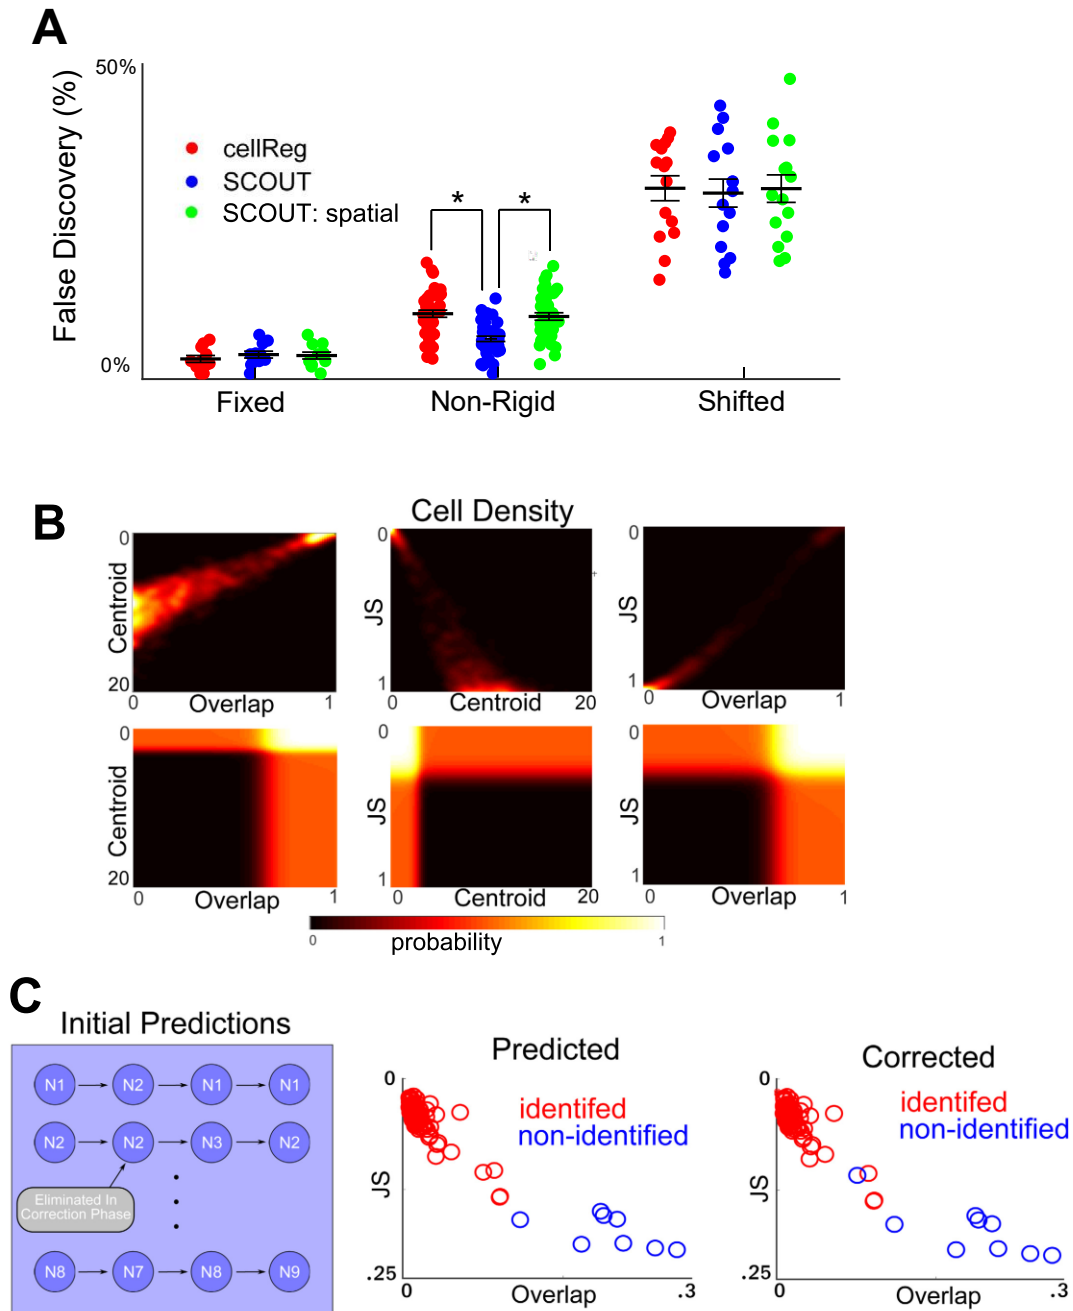 A
50%
False Discovery (%)
cellReg
SCOUT
SCOUT: spatial
* *
0%
Fixed Non-Rigid Shifted
B
Cell Density
0 Centroid 20 0 Overlap 1
0 JS 1 0 Centroid 20
0 JS 1 0 Overlap 1
0 Centroid 20 0 Overlap 1
0 JS 1 0 Centroid 20
0 JS 1 0 Overlap 1
0 probability 1
C
Initial Predictions
N1 N2 N1 N1
N2 N2 N3 N2
Eliminated In
Correction Phase
N8 N7 N8 N9
Predicted
0
identifed
non-identified
JS
.25
0 Overlap .3
Corrected
0
identifed
non-identified
JS
.25
0 Overlap .3